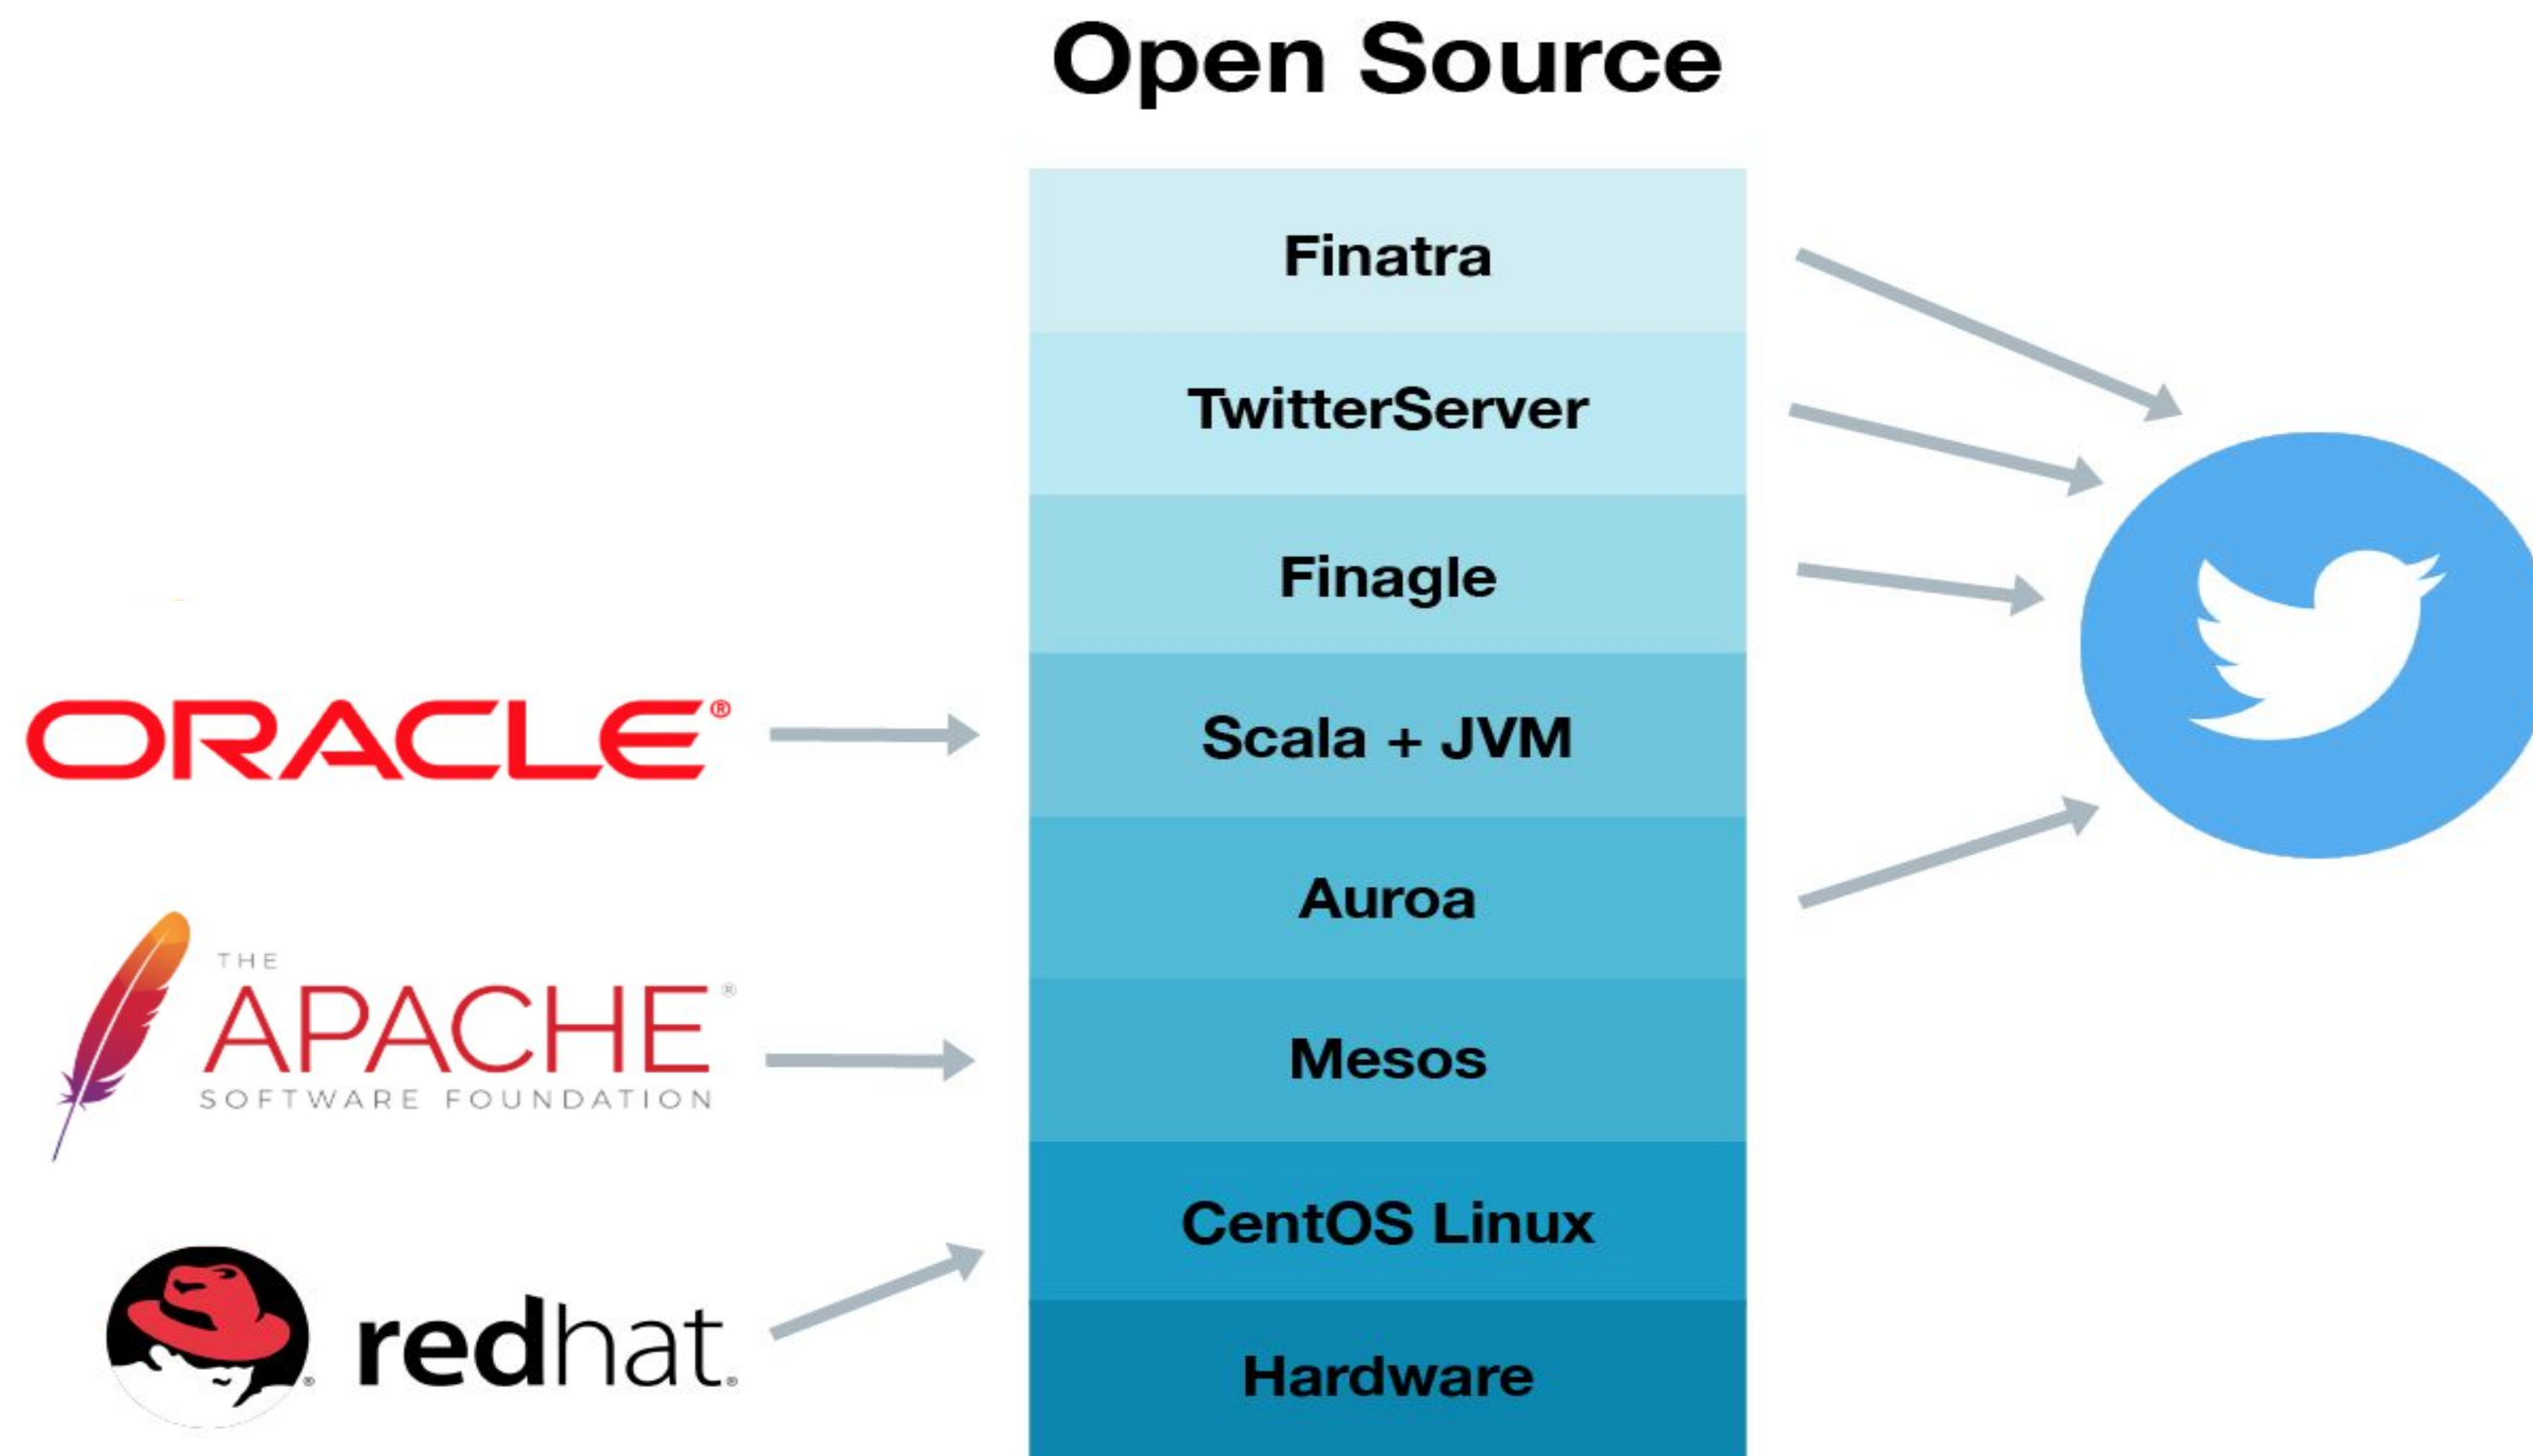 Open Source
Finatra
TwitterServer
Finagle
ORACLE®
Scala + JVM
Auroa
THE
APACHE®
SOFTWARE FOUNDATION
Mesos
CentOS Linux
redhat.®
Hardware